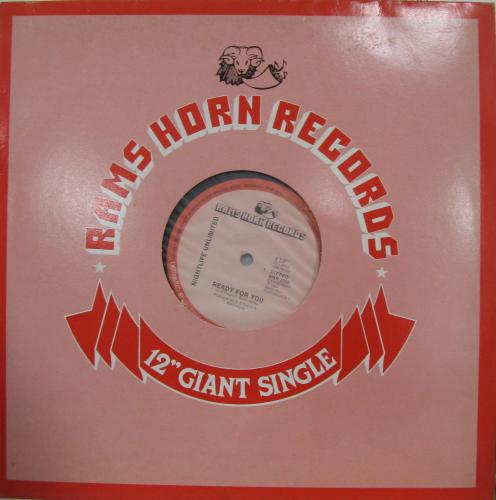 RAMS HORN RECORDS
RAMS HORN RECORDS
NIGHTLIFE UNLIMITED
STEREO
READY FOR YOU
12" GIANT SINGLE